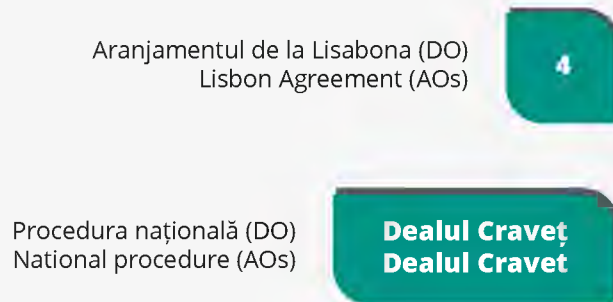 Aranjamentul de la Lisabona (DO)
Lisbon Agreement (AOs)
4
Procedura națională (DO)
National procedure (AOs)
Dealul Craveț
Dealul Cravet